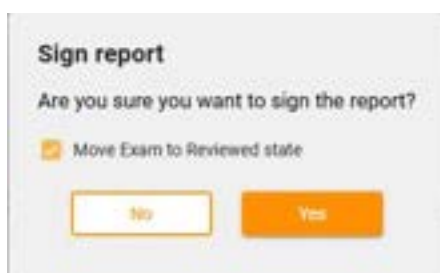 Sign report
Are you sure you want to sign the report?
Move Exam to Reviewed state
No
Yes